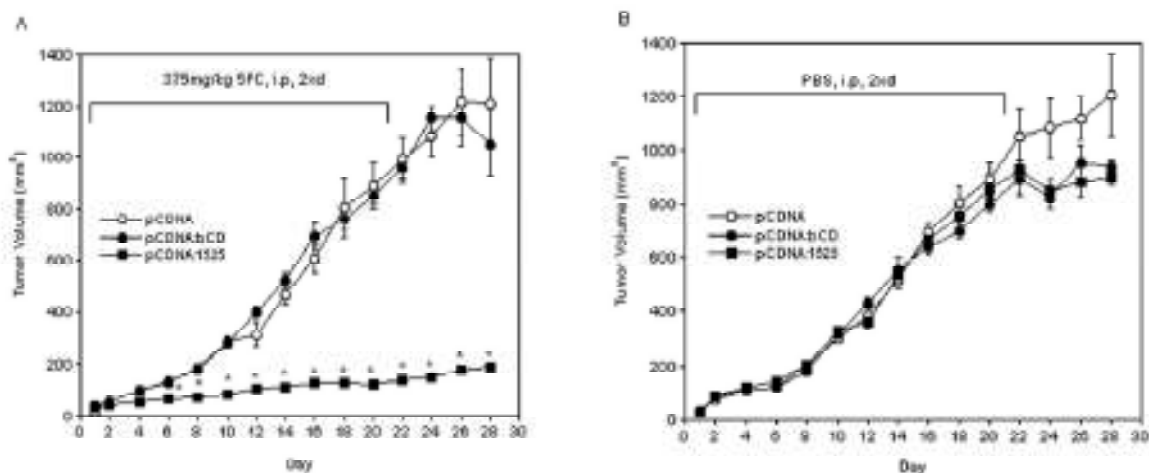 A
1400
1200
1000
800
600
400
200
0
Tumor Volume (mm³)
375mg/kg 5FC, i.p, 2xd
pCDNA
pCDNA:bCD
pCDNA:1525
* * * * * * * * * * * *
0 2 4 6 8 10 12 14 16 18 20 22 24 26 28 30
Day
B
1400
1200
1000
800
600
400
200
0
Tumor Volume (mm³)
PBS, i.p, 2xd
pCDNA
pCDNA:bCD
pCDNA:1525
0 2 4 6 8 10 12 14 16 18 20 22 24 26 28 30
Day